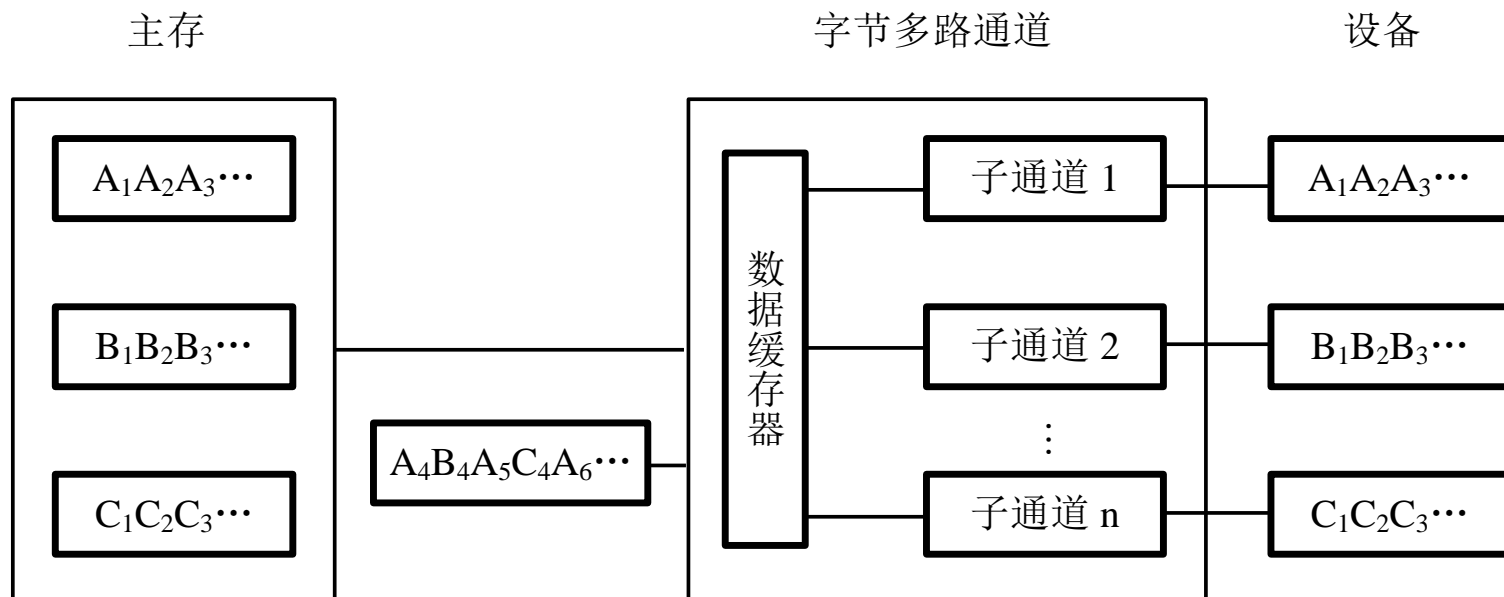 主存
字节多路通道
设备
A₁A₂A₃…
子通道 1
A₁A₂A₃…
数据缓存器
B₁B₂B₃…
子通道 2
B₁B₂B₃…
A₄B₄A₅C₄A₆…
⋮
C₁C₂C₃…
子通道 n
C₁C₂C₃…